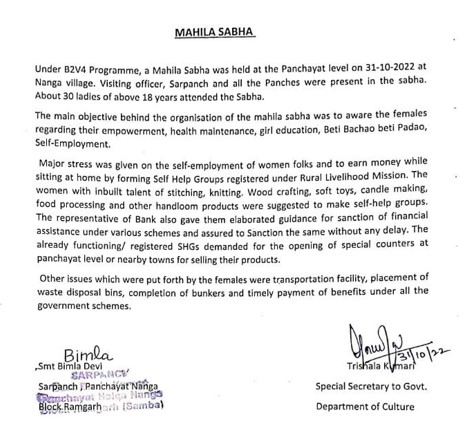 MAHILA SABHA
Under B2V4 Programme, a Mahila Sabha was held at the Panchayat level on 31-10-2022 at
Nanga village. Visiting officer, Sarpanch and all the Panches were present in the sabha.
About 30 ladies of above 18 years attended the Sabha.
The main objective behind the organisation of the mahila sabha was to aware the females
regarding their empowerment, health maintenance, girl education, Beti Bachao beti Padao,
Self-Employment.
Major stress was given on the self-employment of women folks and to earn money while
sitting at home by forming Self Help Groups registered under Rural Livelihood Mission. The
women with inbuilt talent of stitching, knitting. Wood crafting, soft toys, candle making,
food processing and other handloom products were suggested to make self-help groups.
The representative of Bank also gave them elaborated guidance for sanction of financial
assistance under various schemes and assured to Sanction the same without any delay. The
already functioning/ registered SHGs demanded for the opening of special counters at
panchayat level or nearby towns for selling their products.
Other issues which were put forth by the females were transportation facility, placement of
waste disposal bins, completion of bunkers and timely payment of benefits under all the
government schemes.
Bimla
31/10/22
Smt Bimla Devi
Trishala Kumari
SARPANCH
Sarpanch , Panchayat Nanga
Special Secretary to Govt.
Panchayat Halqa Nanga
Block Ramgarh (Samba)
Department of Culture